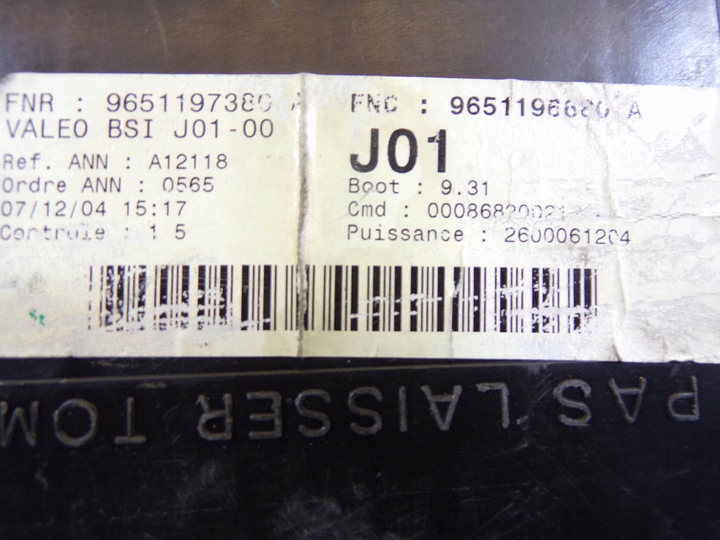 FNR : 9651197380 A
FNC : 9651196680 A
VALEO BSI J01-00
J01
Ref. ANN : A12118
Ordre ANN : 0565
Boot : 9.31
07/12/04 15:17
Cmd :
Controle : 1 5
Puissance : 2600061204
PAS LAISSER TOM